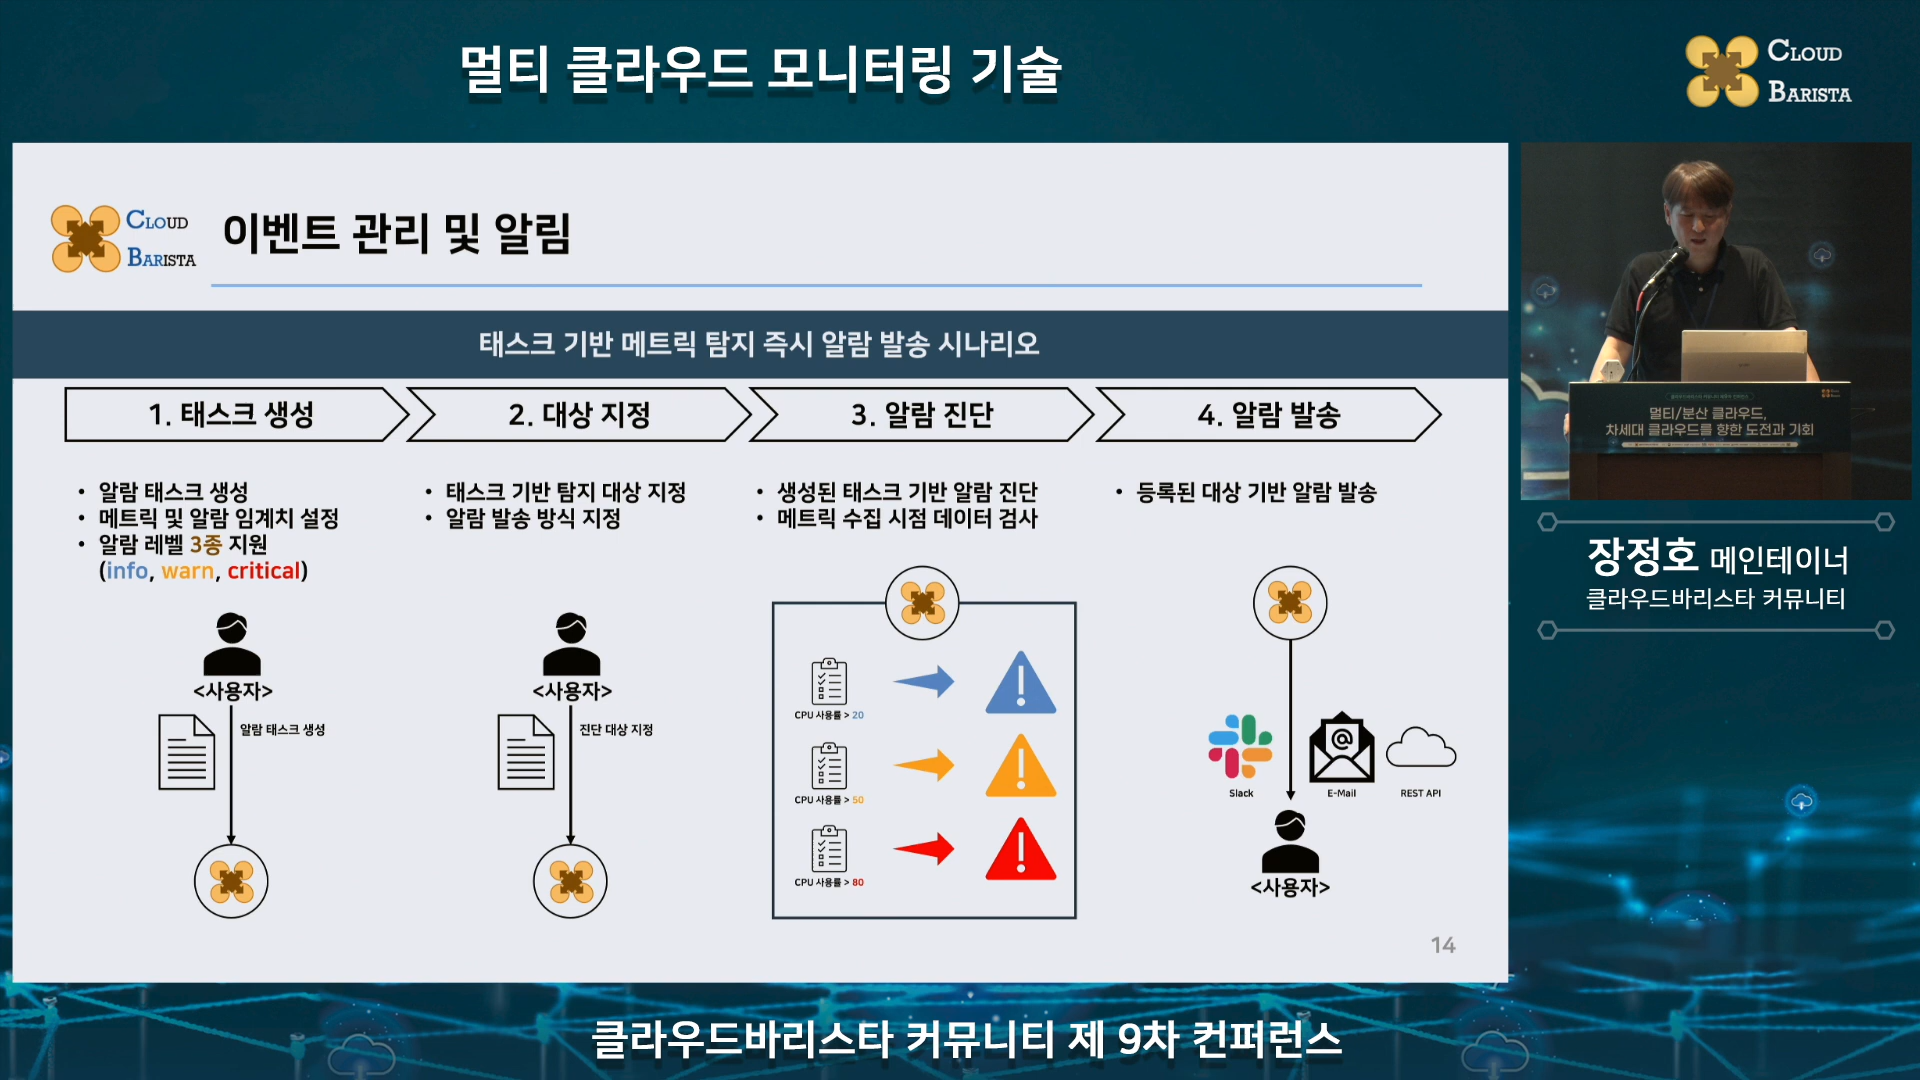 멀티 클라우드 모니터링 기술
CLOUD
BARISTA
CLOUD
BARISTA
이벤트 관리 및 알림
태스크 기반 메트릭 탐지 즉시 알람 발송 시나리오
1. 태스크 생성
2. 대상 지정
3. 알람 진단
4. 알람 발송
• 알람 태스크 생성
• 메트릭 및 알람 임계치 설정
• 알람 레벨 3종 지원
(info, warn, critical)
• 태스크 기반 탐지 대상 지정
• 알람 발송 방식 지정
• 생성된 태스크 기반 알람 진단
• 메트릭 수집 시점 데이터 검사
• 등록된 대상 기반 알람 발송
<사용자>
알람 태스크 생성
<사용자>
진단 대상 지정
CPU 사용률 > 20
CPU 사용률 > 50
CPU 사용률 > 80
Slack
E-Mail
REST API
<사용자>
14
멀티/분산 클라우드,
차세대 클라우드를 향한 도전과 기회
장정호 메인테이너
클라우드바리스타 커뮤니티
클라우드바리스타 커뮤니티 제 9차 컨퍼런스